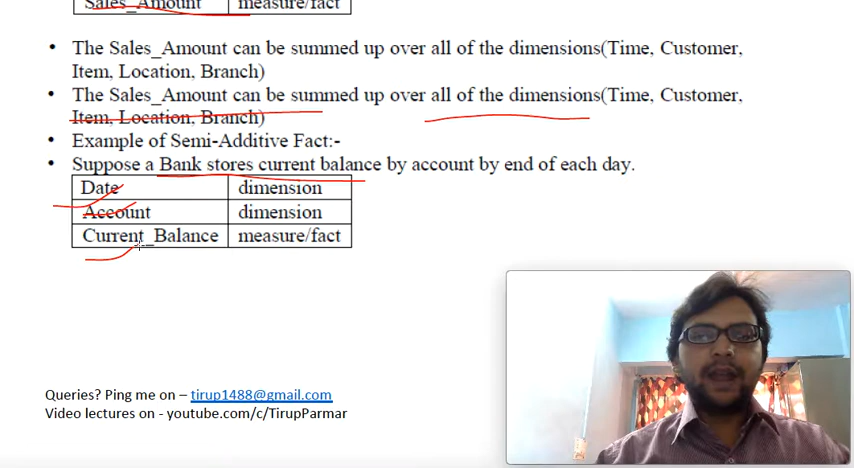 Sales_Amount measure/fact
• The Sales_Amount can be summed up over all of the dimensions(Time, Customer,
Item, Location, Branch)
• The Sales_Amount can be summed up over all of the dimensions(Time, Customer,
Item, Location, Branch)
• Example of Semi-Additive Fact:-
• Suppose a Bank stores current balance by account by end of each day.
Date dimension
Account dimension
Current_Balance measure/fact
Queries? Ping me on – tirup1488@gmail.com
Video lectures on - youtube.com/c/TirupParmar